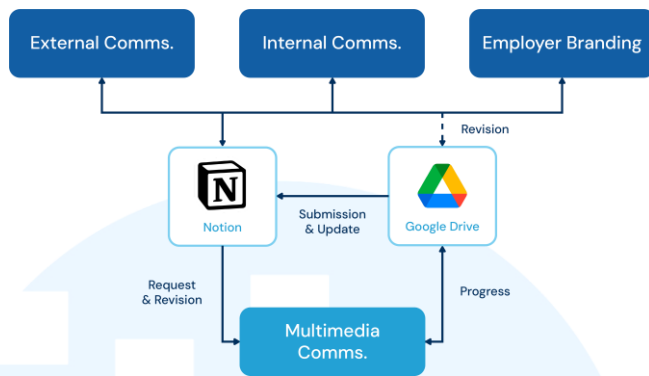 External Comms.
Internal Comms.
Employer Branding
Revision
N
Notion
Submission
& Update
Google Drive
Request
& Revision
Progress
Multimedia
Comms.